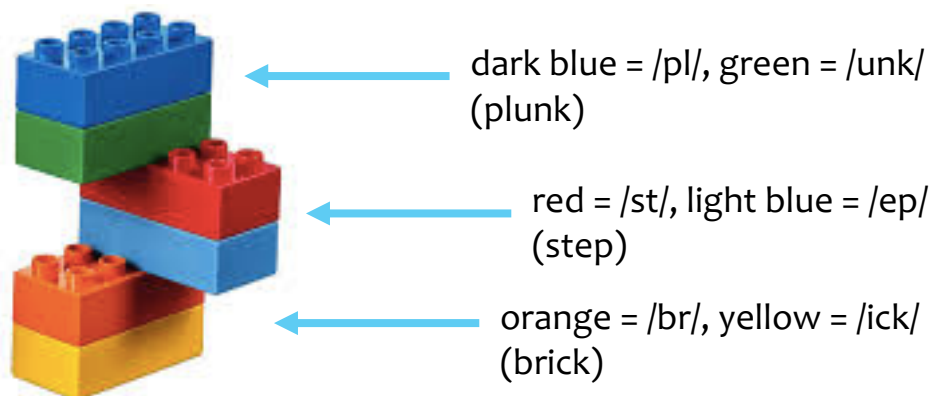 dark blue = /pl/, green = /unk/
(plunk)
red = /st/, light blue = /ep/
(step)
orange = /br/, yellow = /ick/
(brick)